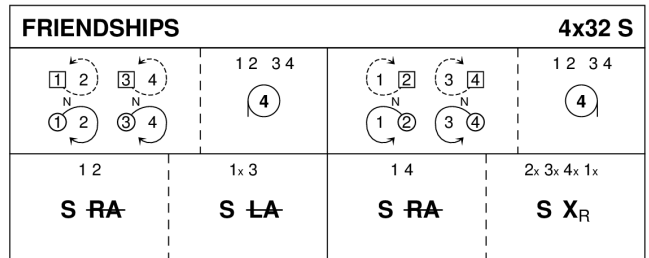 FRIENDSHIPS 4x32 S
1 2 3 4 1 2 3 4 1 2 3 4 1 2 3 4
N N 4 N N 4
1 2 3 4 1 2 3 4
1 2 1x 3 1 4 2x 3x 4x 1x
S RA S LA S RA S XR